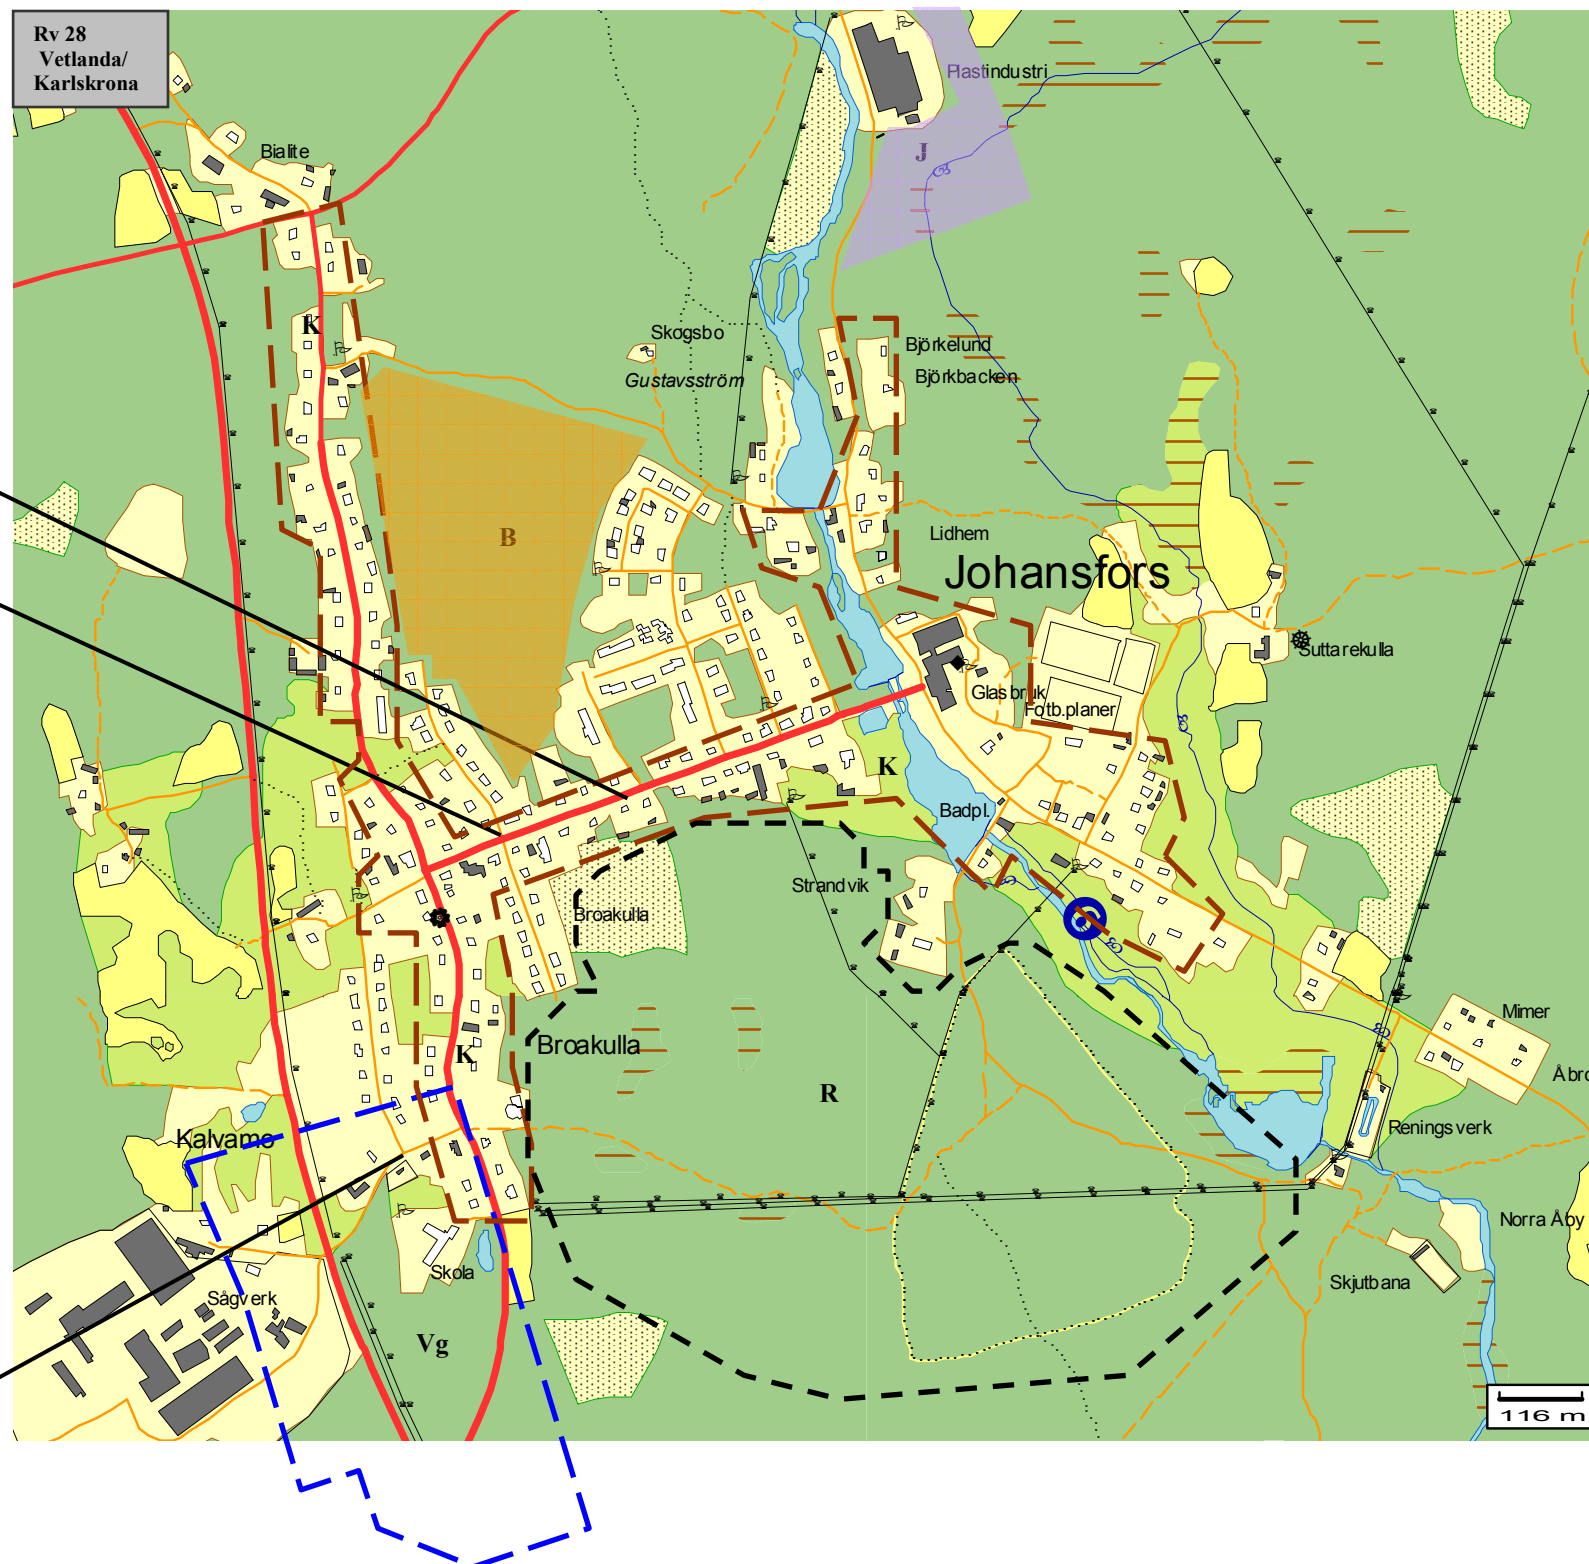 Rv 28
Vetlanda/
Karlskrona
Plastindustri
J
Bialite
K
Skogsbo
Gustavsström
Björkelund
Björkbacken
B
Lidhem
Johansfors
Suttarekulla
Glasbruk
Fotb.planer
K
Badpl.
Strandvik
Broakulla
Mimer
Broakulla
K
R
Åbro
Reningsverk
Kalvamo
Norra Åby
Skola
Skjutbana
Sågverk
Vg
116 m